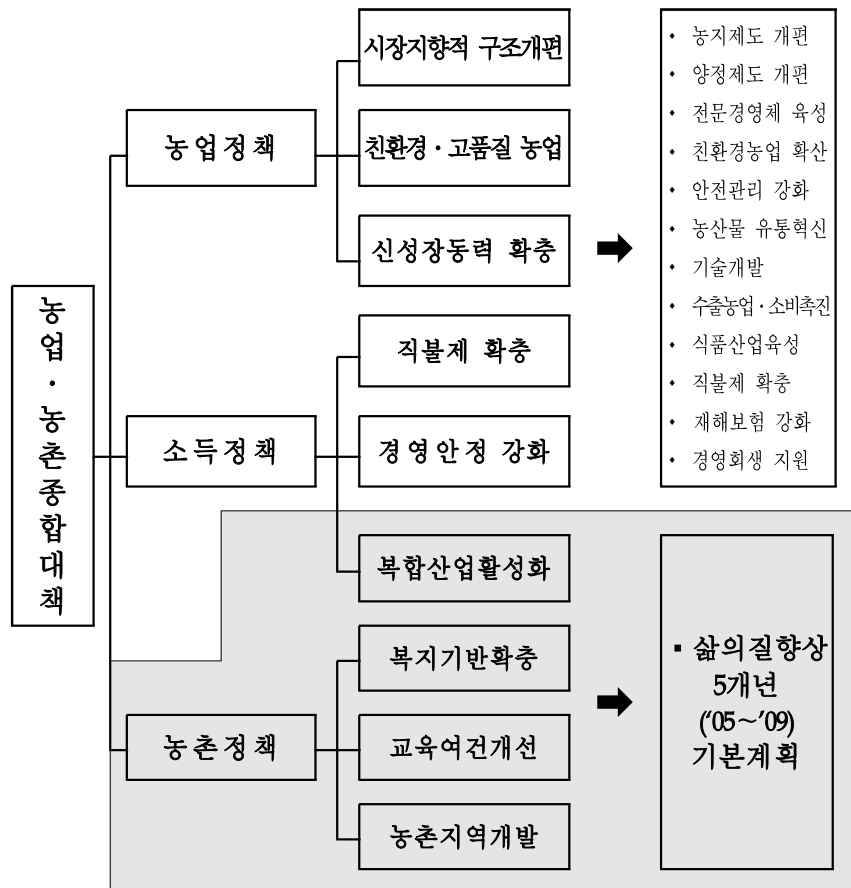 농업·농촌종합대책
농업정책
시장지향적 구조개편
친환경·고품질 농업
신성장동력 확충
소득정책
직불제 확충
경영안정 강화
복합산업활성화
농촌정책
복지기반확충
교육여건개선
농촌지역개발
• 농지제도 개편
• 양정제도 개편
• 전문경영체 육성
• 친환경농업 확산
• 안전관리 강화
• 농산물 유통혁신
• 기술개발
• 수출농업·소비촉진
• 식품산업육성
• 직불제 확충
• 재해보험 강화
• 경영회생 지원
▪ 삶의질향상
5개년
('05~'09)
기본계획